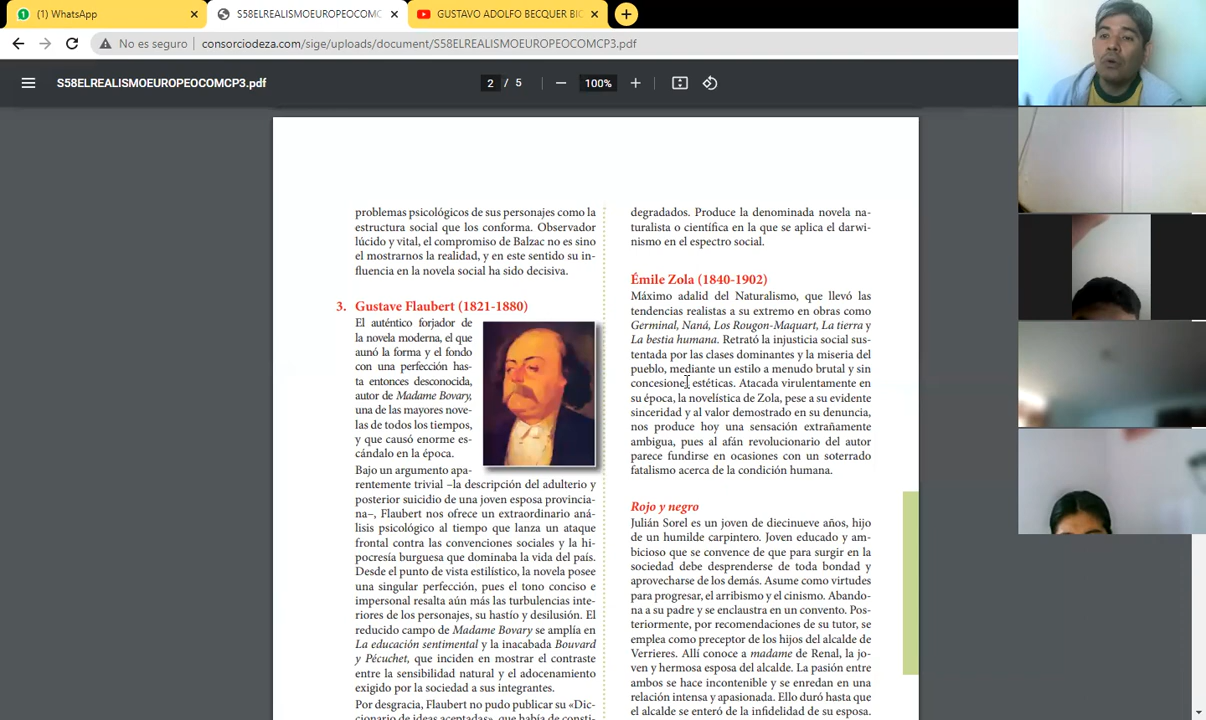 (1) WhatsApp
S58ELREALISMOEUROPEOCOMC
GUSTAVO ADOLFO BECQUER BIO
No es seguro
consorciodeza.com/sige/uploads/document/S58ELREALISMOEUROPEOCOMCP3.pdf
S58ELREALISMOEUROPEOCOMCP3.pdf
2 / 5
100%
problemas psicológicos de sus personajes como la
estructura social que los conforma. Observador
lúcido y vital, el compromiso de Balzac no es sino
el mostrarnos la realidad, y en este sentido su in-
fluencia en la novela social ha sido decisiva.
3. Gustave Flaubert (1821-1880)
El auténtico forjador de
la novela moderna, el que
aunó la forma y el fondo
con una perfección has-
ta entonces desconocida,
autor de Madame Bovary,
una de las mayores nove-
las de todos los tiempos,
y que causó enorme es-
cándalo en la época.
Bajo un argumento apa-
rentemente trivial –la descripción del adulterio y
posterior suicidio de una joven esposa provincia-
na–, Flaubert nos ofrece un extraordinario aná-
lisis psicológico al tiempo que lanza un ataque
frontal contra las convenciones sociales y la hi-
pocresía burguesa que dominaba la vida del país.
Desde el punto de vista estilístico, la novela posee
una singular perfección, pues el tono conciso e
impersonal resalta aún más las turbulencias inte-
riores de los personajes, su hastío y desilusión. El
reducido campo de Madame Bovary se amplía en
La educación sentimental y la inacabada Bouvard
y Pécuchet, que inciden en mostrar el contraste
entre la sensibilidad natural y el adocenamiento
exigido por la sociedad a sus integrantes.
Por desgracia, Flaubert no pudo publicar su «Dic-
cionario de ideas aceptadas», que había de consti-
degradados. Produce la denominada novela na-
turalista o científica en la que se aplica el darwi-
nismo en el espectro social.
Émile Zola (1840-1902)
Máximo adalid del Naturalismo, que llevó las
tendencias realistas a su extremo en obras como
Germinal, Naná, Los Rougon-Maquart, La tierra y
La bestia humana. Retrató la injusticia social sus-
tentada por las clases dominantes y la miseria del
pueblo, mediante un estilo a menudo brutal y sin
concesiones estéticas. Atacada virulentamente en
su época, la novelística de Zola, pese a su evidente
sinceridad y al valor demostrado en su denuncia,
nos produce hoy una sensación extrañamente
ambigua, pues al afán revolucionario del autor
parece fundirse en ocasiones con un soterrado
fatalismo acerca de la condición humana.
Rojo y negro
Julián Sorel es un joven de diecinueve años, hijo
de un humilde carpintero. Joven educado y am-
bicioso que se convence de que para surgir en la
sociedad debe desprenderse de toda bondad y
aprovecharse de los demás. Asume como virtudes
para progresar, el arribismo y el cinismo. Abando-
na a su padre y se enclaustra en un convento. Pos-
teriormente, por recomendaciones de su tutor, se
emplea como preceptor de los hijos del alcalde de
Verrieres. Allí conoce a madame de Renal, la jo-
ven y hermosa esposa del alcalde. La pasión entre
ambos se hace incontenible y se enredan en una
relación intensa y apasionada. Ello duró hasta que
el alcalde se enteró de la infidelidad de su esposa.